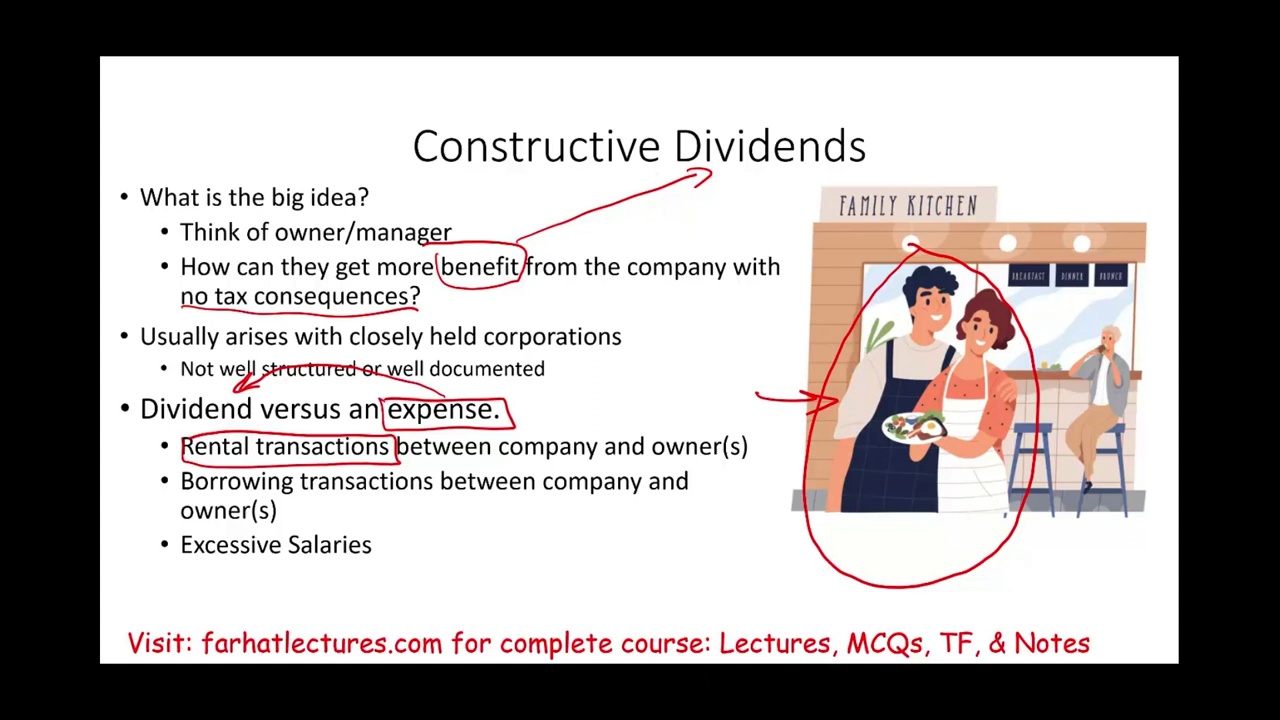 Constructive Dividends
• What is the big idea?
• Think of owner/manager
• How can they get more benefit from the company with
no tax consequences?
• Usually arises with closely held corporations
• Not well structured or well documented
• Dividend versus an expense.
• Rental transactions between company and owner(s)
• Borrowing transactions between company and
owner(s)
• Excessive Salaries
FAMILY KITCHEN
BREAKFAST DINNER BRUNCH
Visit: farhatlectures.com for complete course: Lectures, MCQs, TF, & Notes